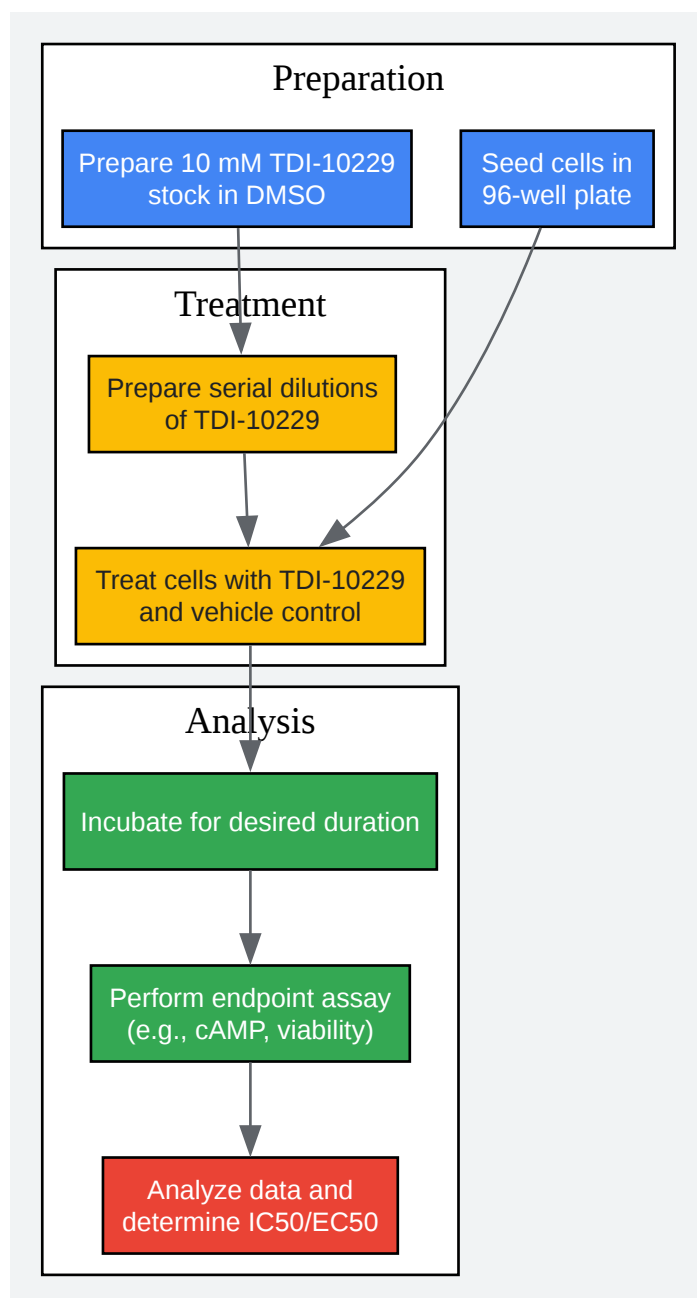 Preparation
Prepare 10 mM TDI-10229
stock in DMSO
Seed cells in
96-well plate
Treatment
Prepare serial dilutions
of TDI-10229
Treat cells with TDI-10229
and vehicle control
Analysis
Incubate for desired duration
Perform endpoint assay
(e.g., cAMP, viability)
Analyze data and
determine IC50/EC50